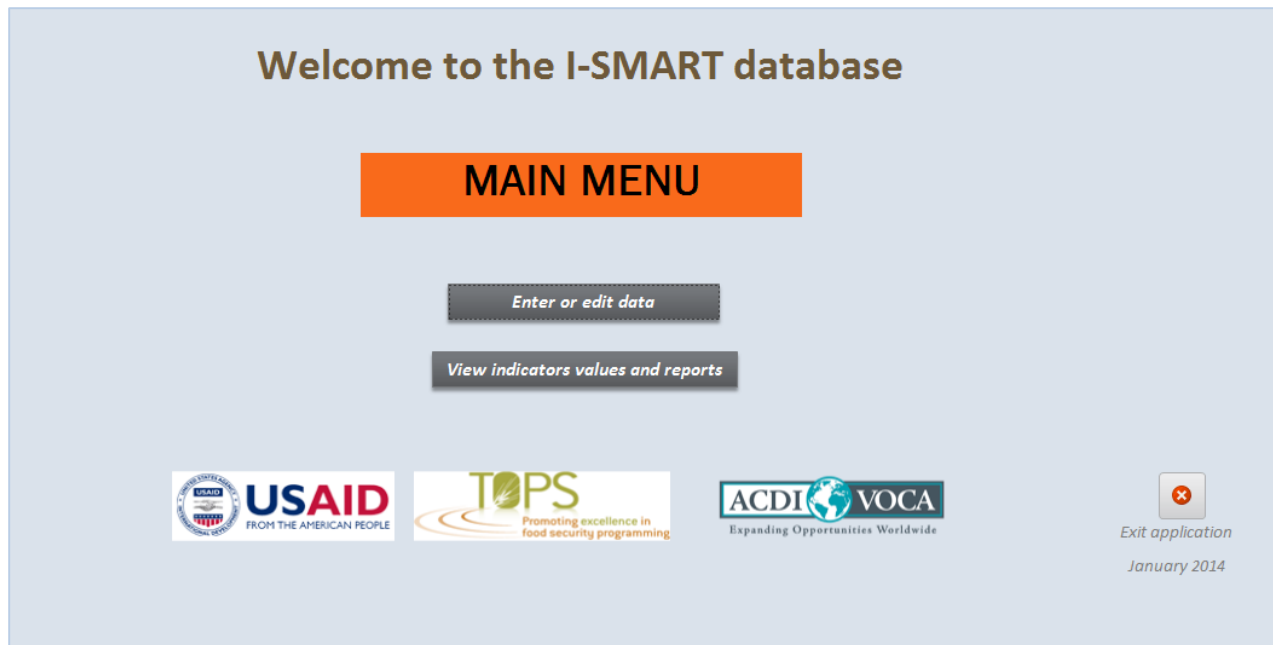 Welcome to the I-SMART database
MAIN MENU
Enter or edit data
View indicators values and reports
USAID
USAID
FROM THE AMERICAN PEOPLE
TOPS
Promoting excellence in
food security programming
ACDI VOCA
Expanding Opportunities Worldwide
Exit application
January 2014